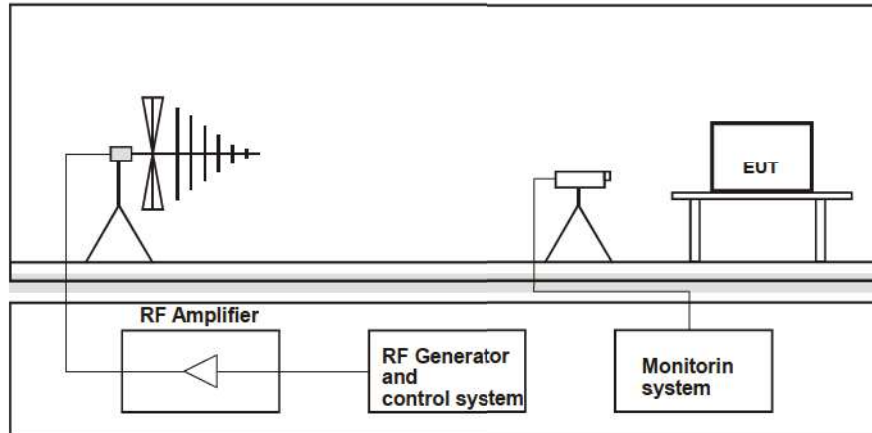 EUT
RF Amplifier
RF Generator
and
control system
Monitorin
system